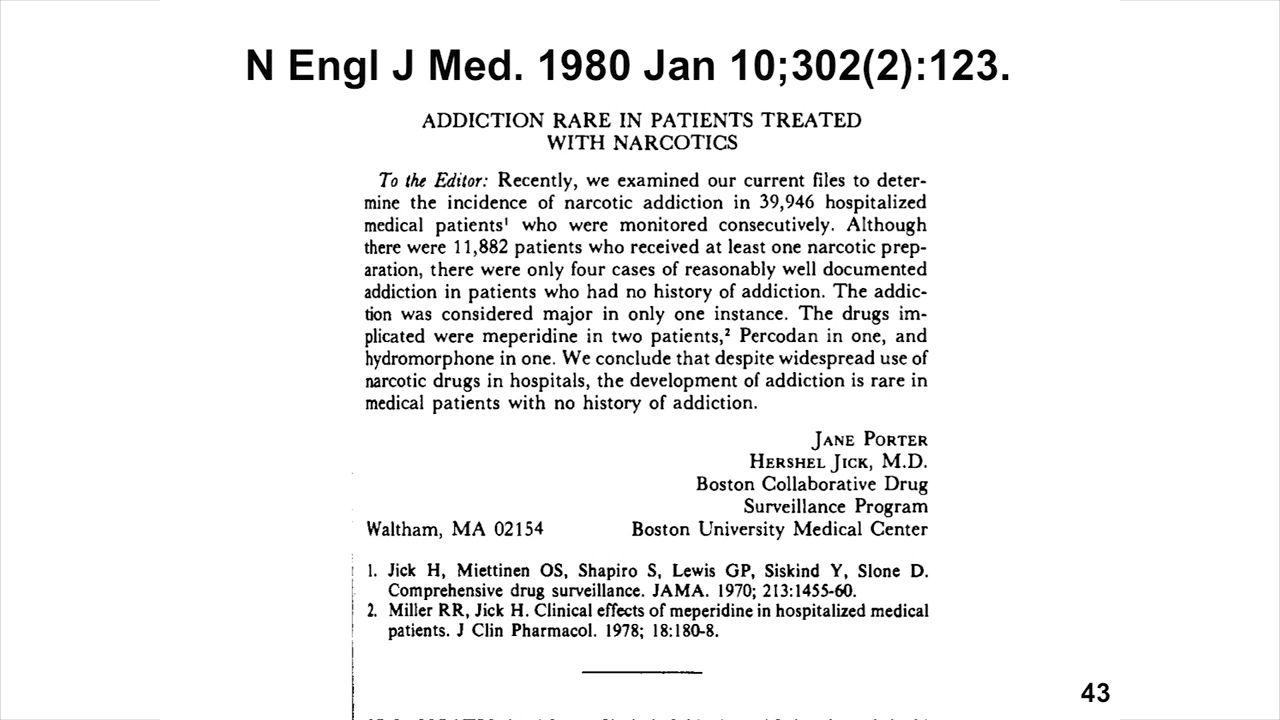 N Engl J Med. 1980 Jan 10;302(2):123.
ADDICTION RARE IN PATIENTS TREATED
WITH NARCOTICS
To the Editor: Recently, we examined our current files to deter-
mine the incidence of narcotic addiction in 39,946 hospitalized
medical patients¹ who were monitored consecutively. Although
there were 11,882 patients who received at least one narcotic prep-
aration, there were only four cases of reasonably well documented
addiction in patients who had no history of addiction. The addic-
tion was considered major in only one instance. The drugs im-
plicated were meperidine in two patients,² Percodan in one, and
hydromorphone in one. We conclude that despite widespread use of
narcotic drugs in hospitals, the development of addiction is rare in
medical patients with no history of addiction.
JANE PORTER
HERSHEL JICK, M.D.
Boston Collaborative Drug
Surveillance Program
Waltham, MA 02154 Boston University Medical Center
1. Jick H, Miettinen OS, Shapiro S, Lewis GP, Siskind Y, Slone D.
Comprehensive drug surveillance. JAMA. 1970; 213:1455-60.
2. Miller RR, Jick H. Clinical effects of meperidine in hospitalized medical
patients. J Clin Pharmacol. 1978; 18:180-8.
43